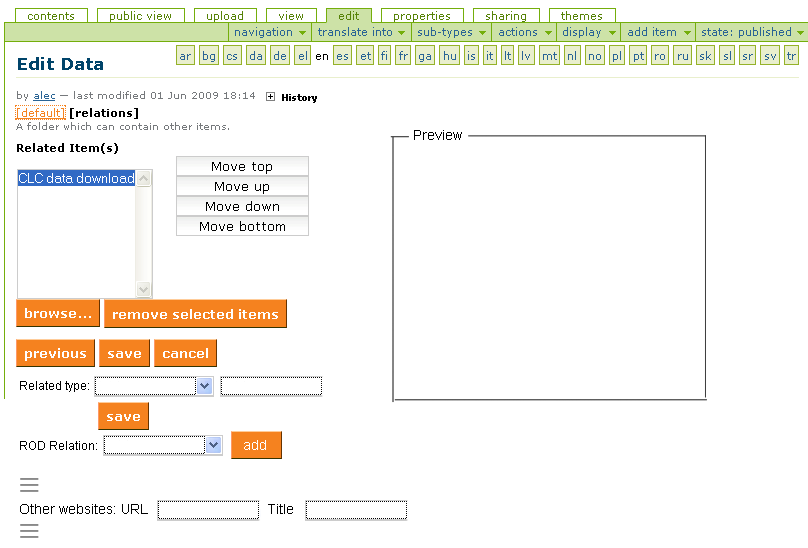 contents public view upload view edit properties sharing themes
navigation translate into sub-types actions display add item state: published
Edit Data ar bg cs da de el en es et fi fr ga hu is it lt lv mt nl no pl pt ro ru sk sl sr sv tr
by alec — last modified 01 Jun 2009 18:14 History
[default] [relations]
A folder which can contain other items.
Preview
Related Item(s)
CLC data download
Move top
Move up
Move down
Move bottom
browse... remove selected items
previous save cancel
Related type:
save
ROD Relation: add
Other websites: URL Title